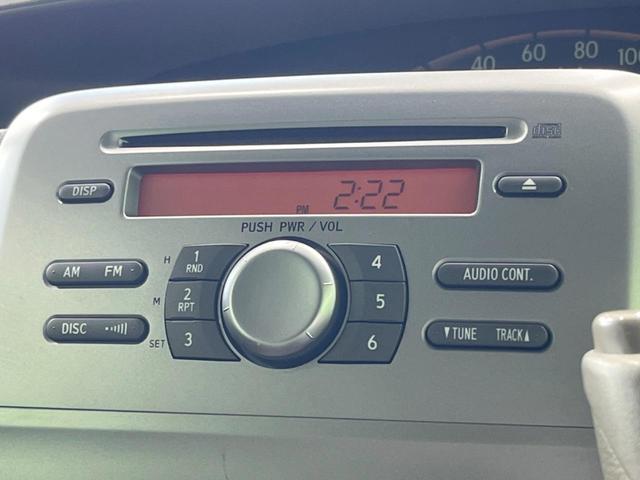 40 60 80 100
disc
DISP
PM 2:22
PUSH PWR/VOL
AM FM
H 1 RND
4
AUDIO CONT.
M 2 RPT
5
DISC
SET 3
6
▼TUNE TRACK▲